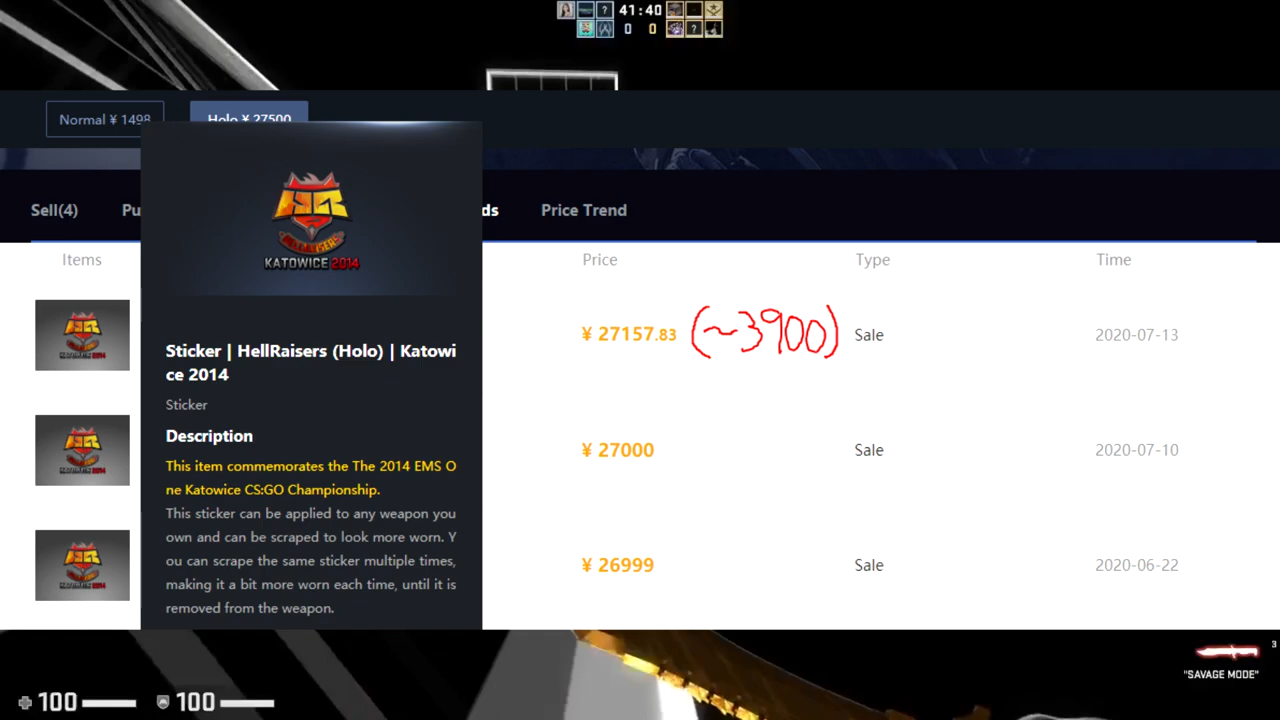 41:40
? 
0 0
?
Normal ¥ 1498
Holo ¥ 27500
Sell(4)
Pu
ds
Price Trend
Items
Price
Type
Time
HELLRAISERS
KATOWICE 2014
¥ 27157.83 (~3900) Sale 2020-07-13
Sticker | HellRaisers (Holo) | Katowi
ce 2014
Sticker
Description
¥ 27000 Sale 2020-07-10
This item commemorates the The 2014 EMS O
ne Katowice CS:GO Championship.
This sticker can be applied to any weapon you
own and can be scraped to look more worn. Y
ou can scrape the same sticker multiple times,
making it a bit more worn each time, until it is
removed from the weapon.
¥ 26999 Sale 2020-06-22
3
"SAVAGE MODE"
100 100